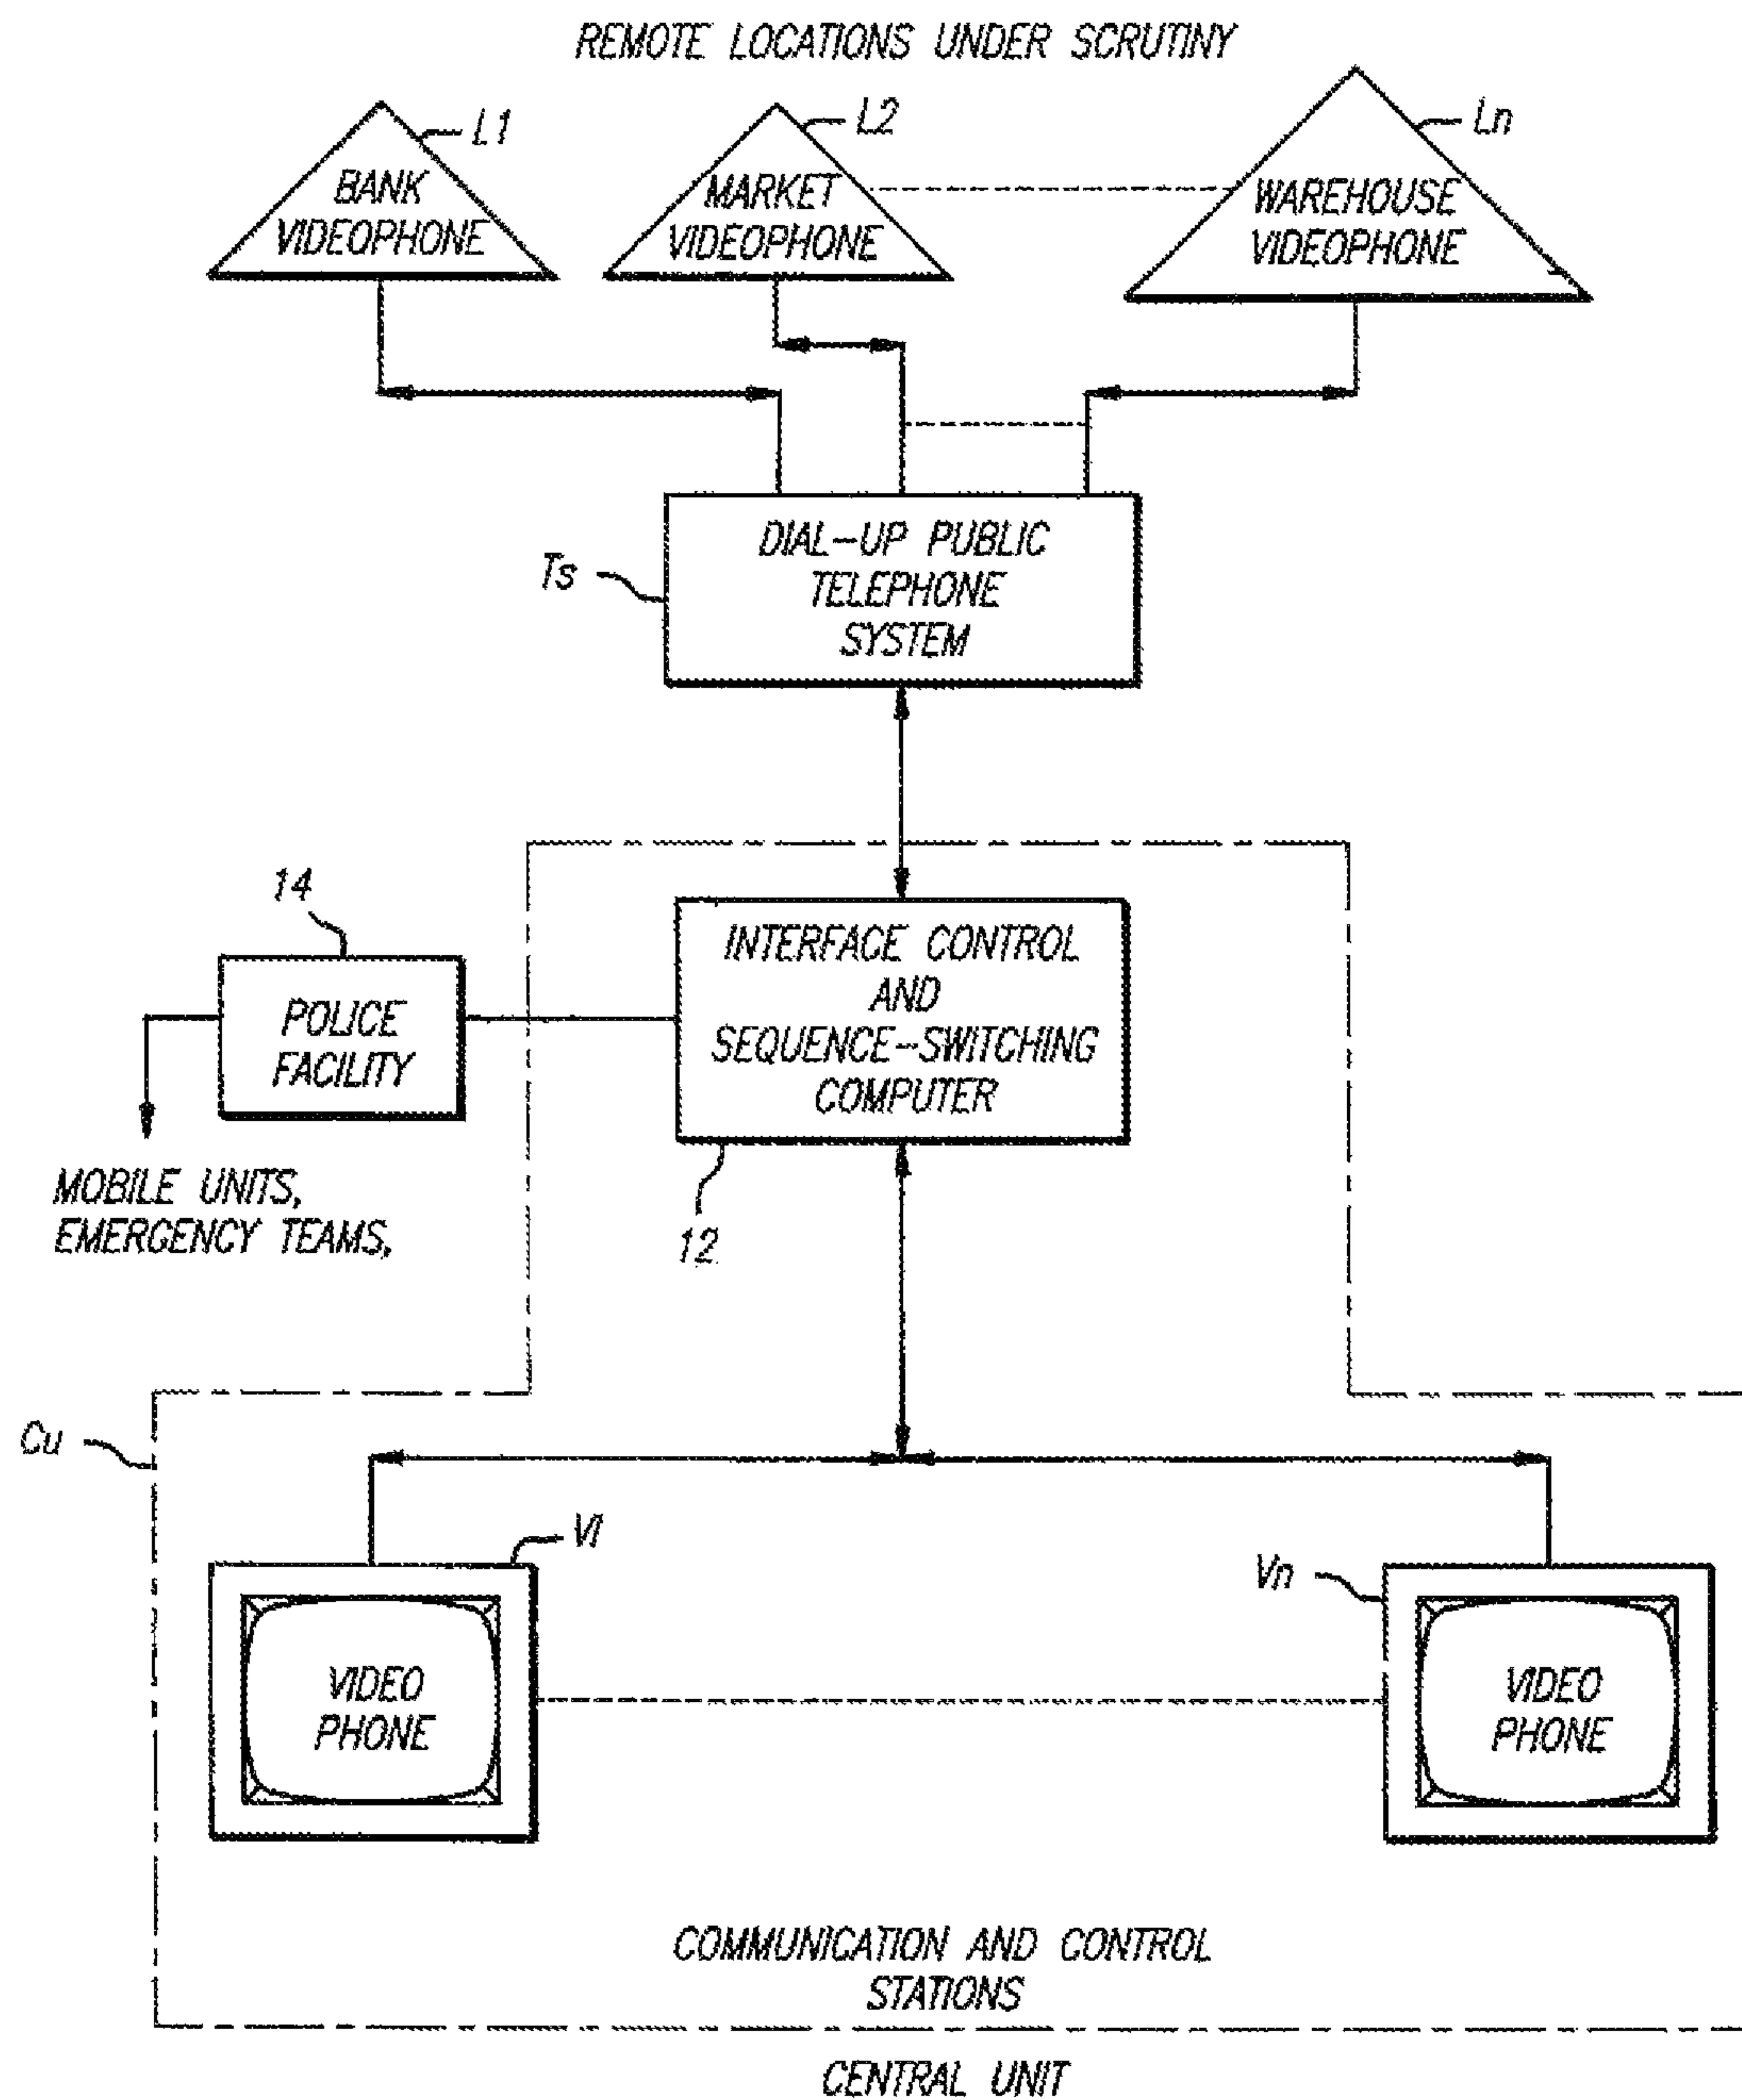 REMOTE LOCATIONS UNDER SCRUTINY
L1
L2
Ln
BANK
VIDEOPHONE
MARKET
VIDEOPHONE
WAREHOUSE
VIDEOPHONE
Ts
DIAL-UP PUBLIC
TELEPHONE
SYSTEM
14
POLICE
FACILITY
INTERFACE CONTROL
AND
SEQUENCE-SWITCHING
COMPUTER
12
MOBILE UNITS,
EMERGENCY TEAMS,
Cu
V1
Vn
VIDEO
PHONE
VIDEO
PHONE
COMMUNICATION AND CONTROL
STATIONS
CENTRAL UNIT